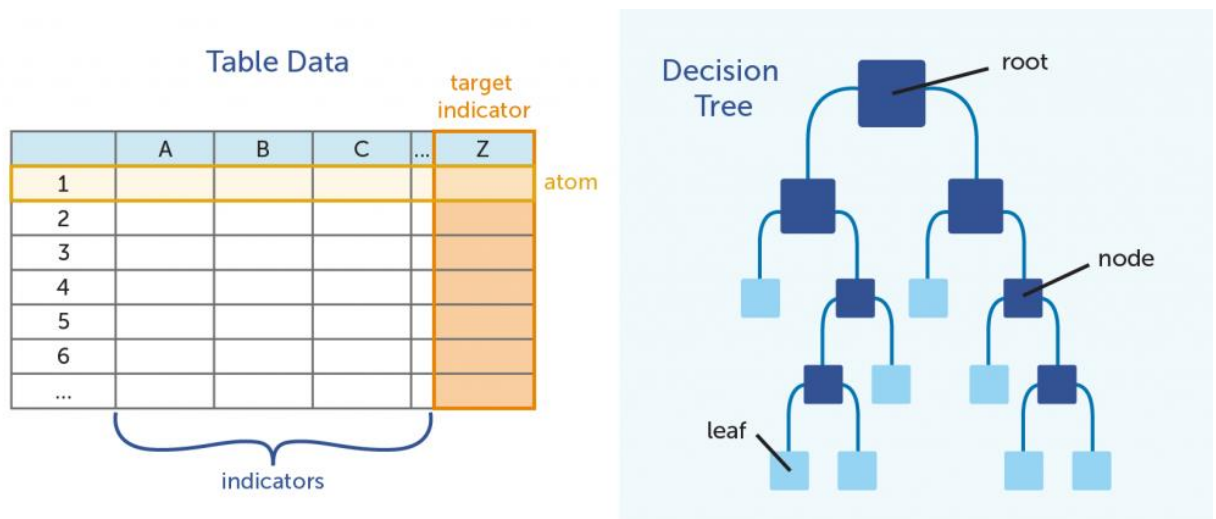 Table Data
target
indicator
A B C ... Z
1
atom
2
3
4
5
6
...
indicators
Decision
Tree
root
node
leaf